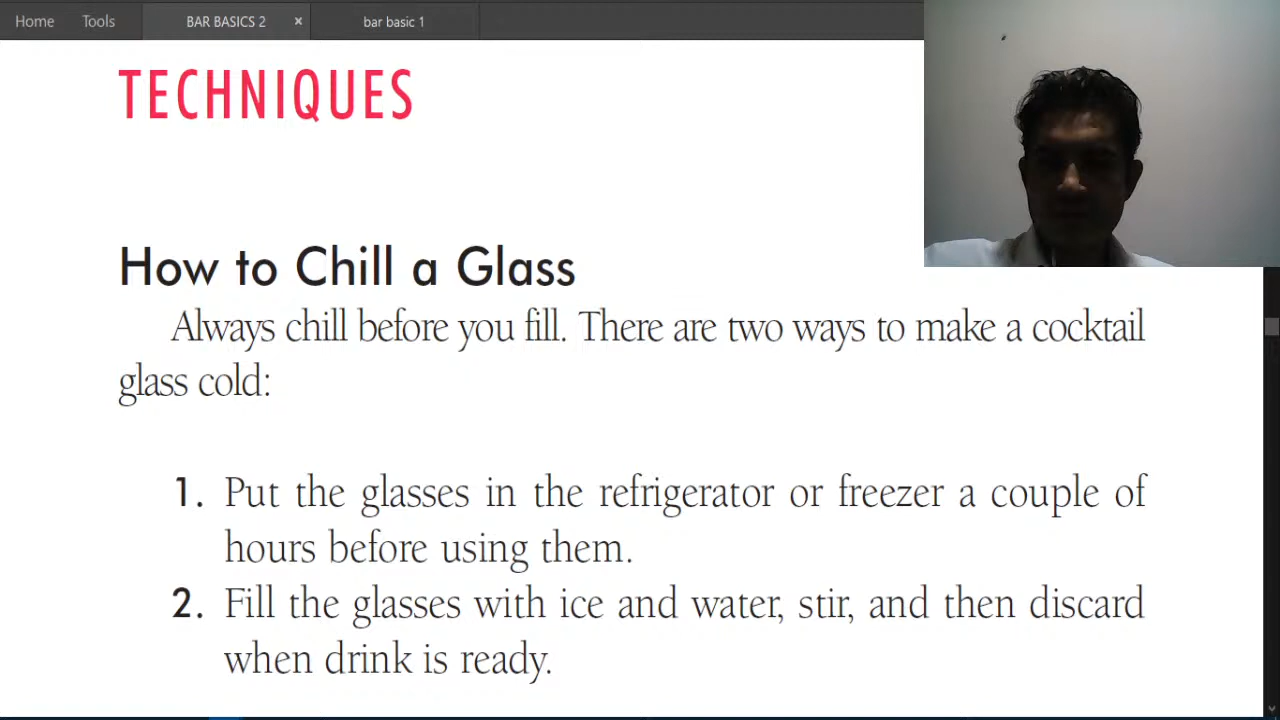 Home Tools BAR BASICS 2 × bar basic 1
TECHNIQUES
How to Chill a Glass
Always chill before you fill. There are two ways to make a cocktail
glass cold:
1. Put the glasses in the refrigerator or freezer a couple of
hours before using them.
2. Fill the glasses with ice and water, stir, and then discard
when drink is ready.